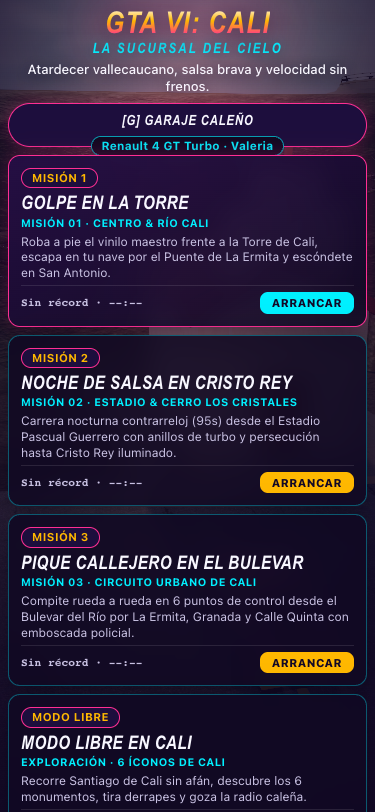 GTA VI: CALI
LA SUCURSAL DEL CIELO
Atardecer vallecaucano, salsa brava y velocidad sin
frenos.
[G] GARAJE CALEÑO
Renault 4 GT Turbo · Valeria
MISIÓN 1
GOLPE EN LA TORRE
MISIÓN 01 · CENTRO & RÍO CALI
Roba a pie el vinilo maestro frente a la Torre de Cali,
escapa en tu nave por el Puente de La Ermita y escóndete
en San Antonio.
Sin récord · --:--
ARRANCAR
MISIÓN 2
NOCHE DE SALSA EN CRISTO REY
MISIÓN 02 · ESTADIO & CERRO LOS CRISTALES
Carrera nocturna contrarreloj (95s) desde el Estadio
Pascual Guerrero con anillos de turbo y persecución
hasta Cristo Rey iluminado.
Sin récord · --:--
ARRANCAR
MISIÓN 3
PIQUE CALLEJERO EN EL BULEVAR
MISIÓN 03 · CIRCUITO URBANO DE CALI
Compite rueda a rueda en 6 puntos de control desde el
Bulevar del Río por La Ermita, Granada y Calle Quinta con
emboscada policial.
Sin récord · --:--
ARRANCAR
MODO LIBRE
MODO LIBRE EN CALI
EXPLORACIÓN · 6 ÍCONOS DE CALI
Recorre Santiago de Cali sin afán, descubre los 6
monumentos, tira derrapes y goza la radio caleña.